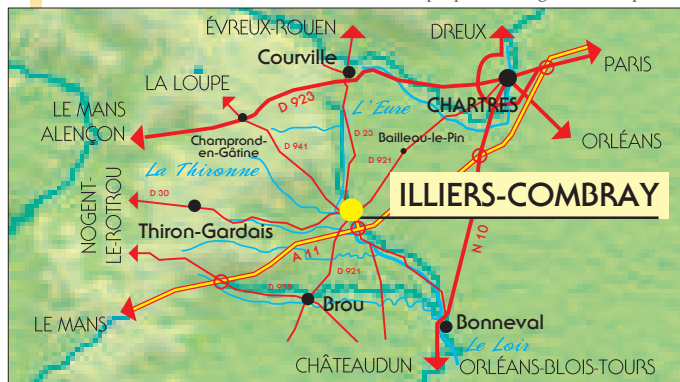 ÉVREUX-ROUEN
DREUX
Courville
PARIS
LA LOUPE
D 923
L'Eure
CHARTRES
LE MANS
ALENÇON
Champrond-
en-Gâtine
D 941
D 23
D 921
Bailleau-le-Pin
ORLÉANS
La Thironne
ILLIERS-COMBRAY
D 30
NOGENT-
LE-ROTROU
Thiron-Gardais
A 11
N 10
D 921
D 955
Brou
LE MANS
Bonneval
Le Loir
CHÂTEAUDUN
ORLÉANS-BLOIS-TOURS